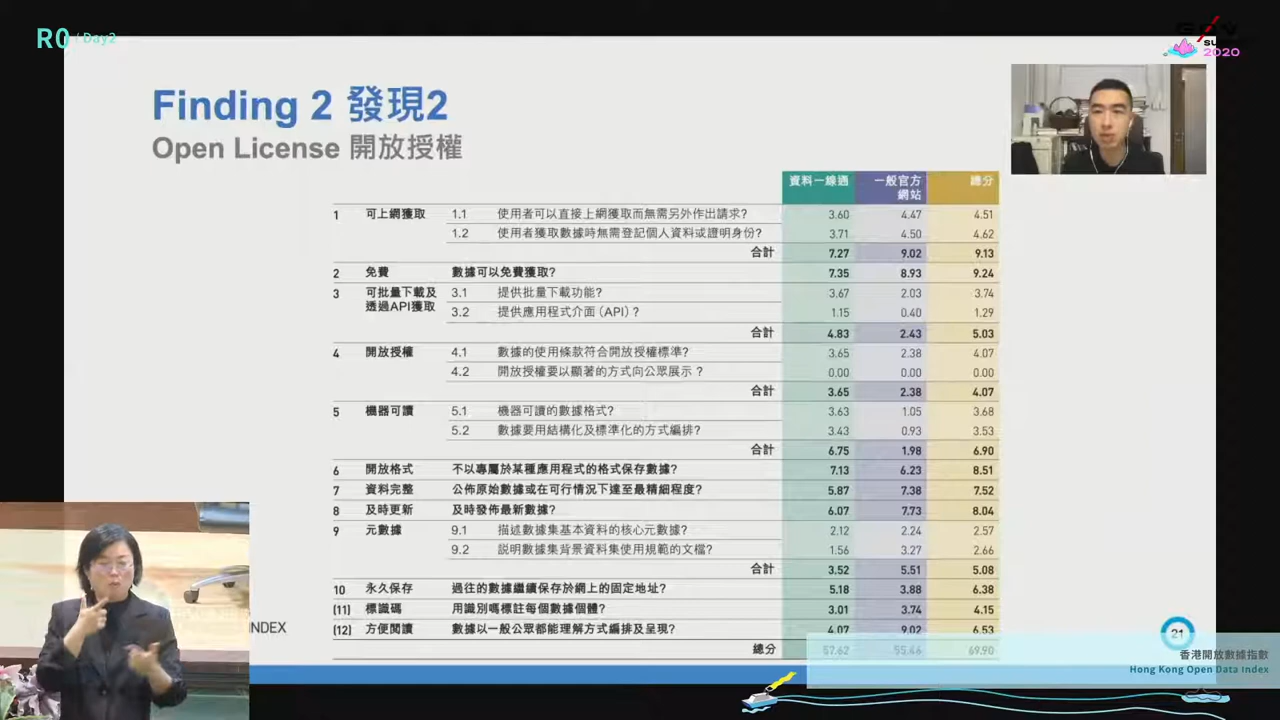 R0 / Day2
2020
Finding 2 發現2
Open License 開放授權
資料一線通 一般官方網站 總分
1 可上網獲取 1.1 使用者可以直接上網獲取而無需另外作出請求? 3.60 4.47 4.51
1.2 使用者獲取數據時無需登記個人資料或證明身份? 3.71 4.50 4.62
合計 7.27 9.02 9.13
2 免費 數據可以免費獲取? 7.35 8.93 9.24
3 可批量下載及透過API獲取 3.1 提供批量下載功能? 3.67 2.03 3.74
3.2 提供應用程式介面(API)? 1.15 0.40 1.29
合計 4.83 2.43 5.03
4 開放授權 4.1 數據的使用條款符合開放授權標準? 3.65 2.38 4.07
4.2 開放授權要以顯著的方式向公眾展示? 0.00 0.00 0.00
合計 3.65 2.38 4.07
5 機器可讀 5.1 機器可讀的數據格式? 3.63 1.05 3.68
5.2 數據要用結構化及標準化的方式編排? 3.43 0.93 3.53
合計 6.75 1.98 6.90
6 開放格式 不以專屬於某種應用程式的格式保存數據? 7.13 6.23 8.51
7 資料完整 公佈原始數據或在可行情況下達至最精細程度? 5.87 7.38 7.52
8 及時更新 及時發佈最新數據? 6.07 7.73 8.04
9 元數據 9.1 描述數據集基本資料的核心元數據? 2.12 2.24 2.57
9.2 説明數據集背景資料集使用規範的文檔? 1.56 3.27 2.66
合計 3.52 5.51 5.08
10 永久保存 過往的數據繼續保存於網上的固定地址? 5.18 3.88 6.38
(11) 標識碼 用識別嗎標註每個數據個體? 3.01 3.74 4.15
(12) 方便閱讀 數據以一般公眾都能理解方式編排及呈現? 4.07 9.02 6.53
總分 57.62 55.46 69.90
NDEX
21
香港開放數據指數
Hong Kong Open Data Index